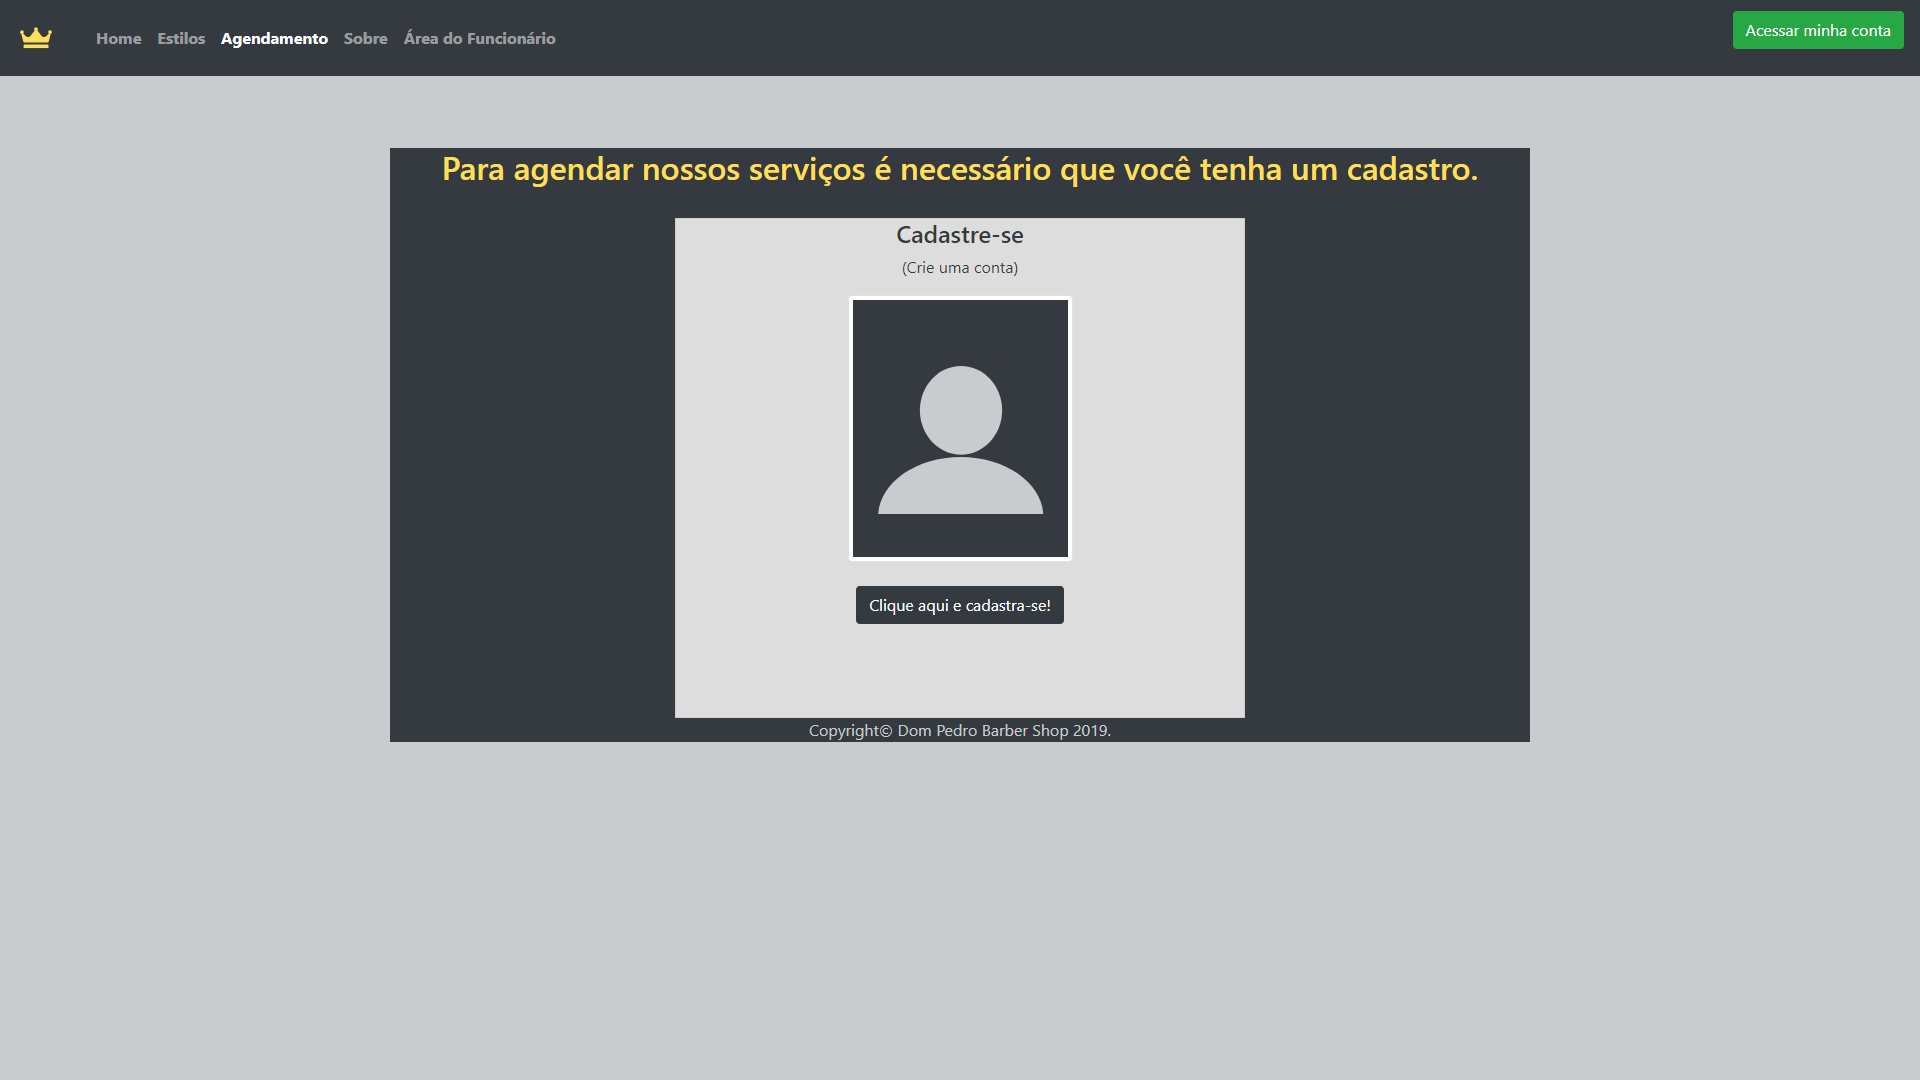 Home Estilos Agendamento Sobre Área do Funcionário Acessar minha conta
Para agendar nossos serviços é necessário que você tenha um cadastro.
Cadastre-se
(Crie uma conta)
Clique aqui e cadastra-se!
Copyright© Dom Pedro Barber Shop 2019.